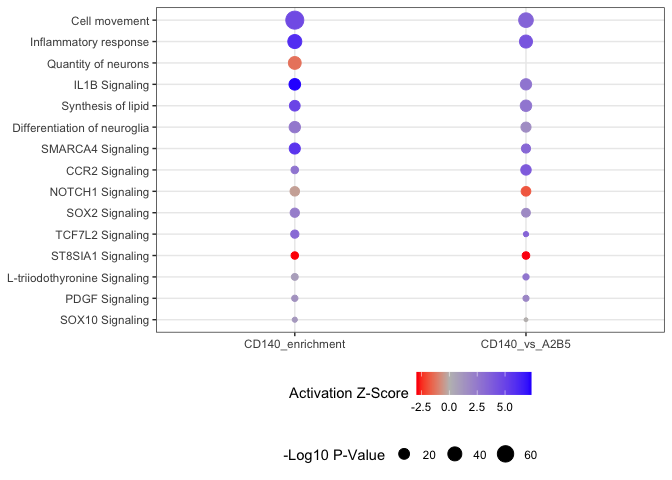 Cell movement
Inflammatory response
Quantity of neurons
IL1B Signaling
Synthesis of lipid
Differentiation of neuroglia
SMARCA4 Signaling
CCR2 Signaling
NOTCH1 Signaling
SOX2 Signaling
TCF7L2 Signaling
ST8SIA1 Signaling
L-triiodothyronine Signaling
PDGF Signaling
SOX10 Signaling
CD140_enrichment CD140_vs_A2B5
Activation Z-Score
-2.5 0.0 2.5 5.0
-Log10 P-Value 20 40 60